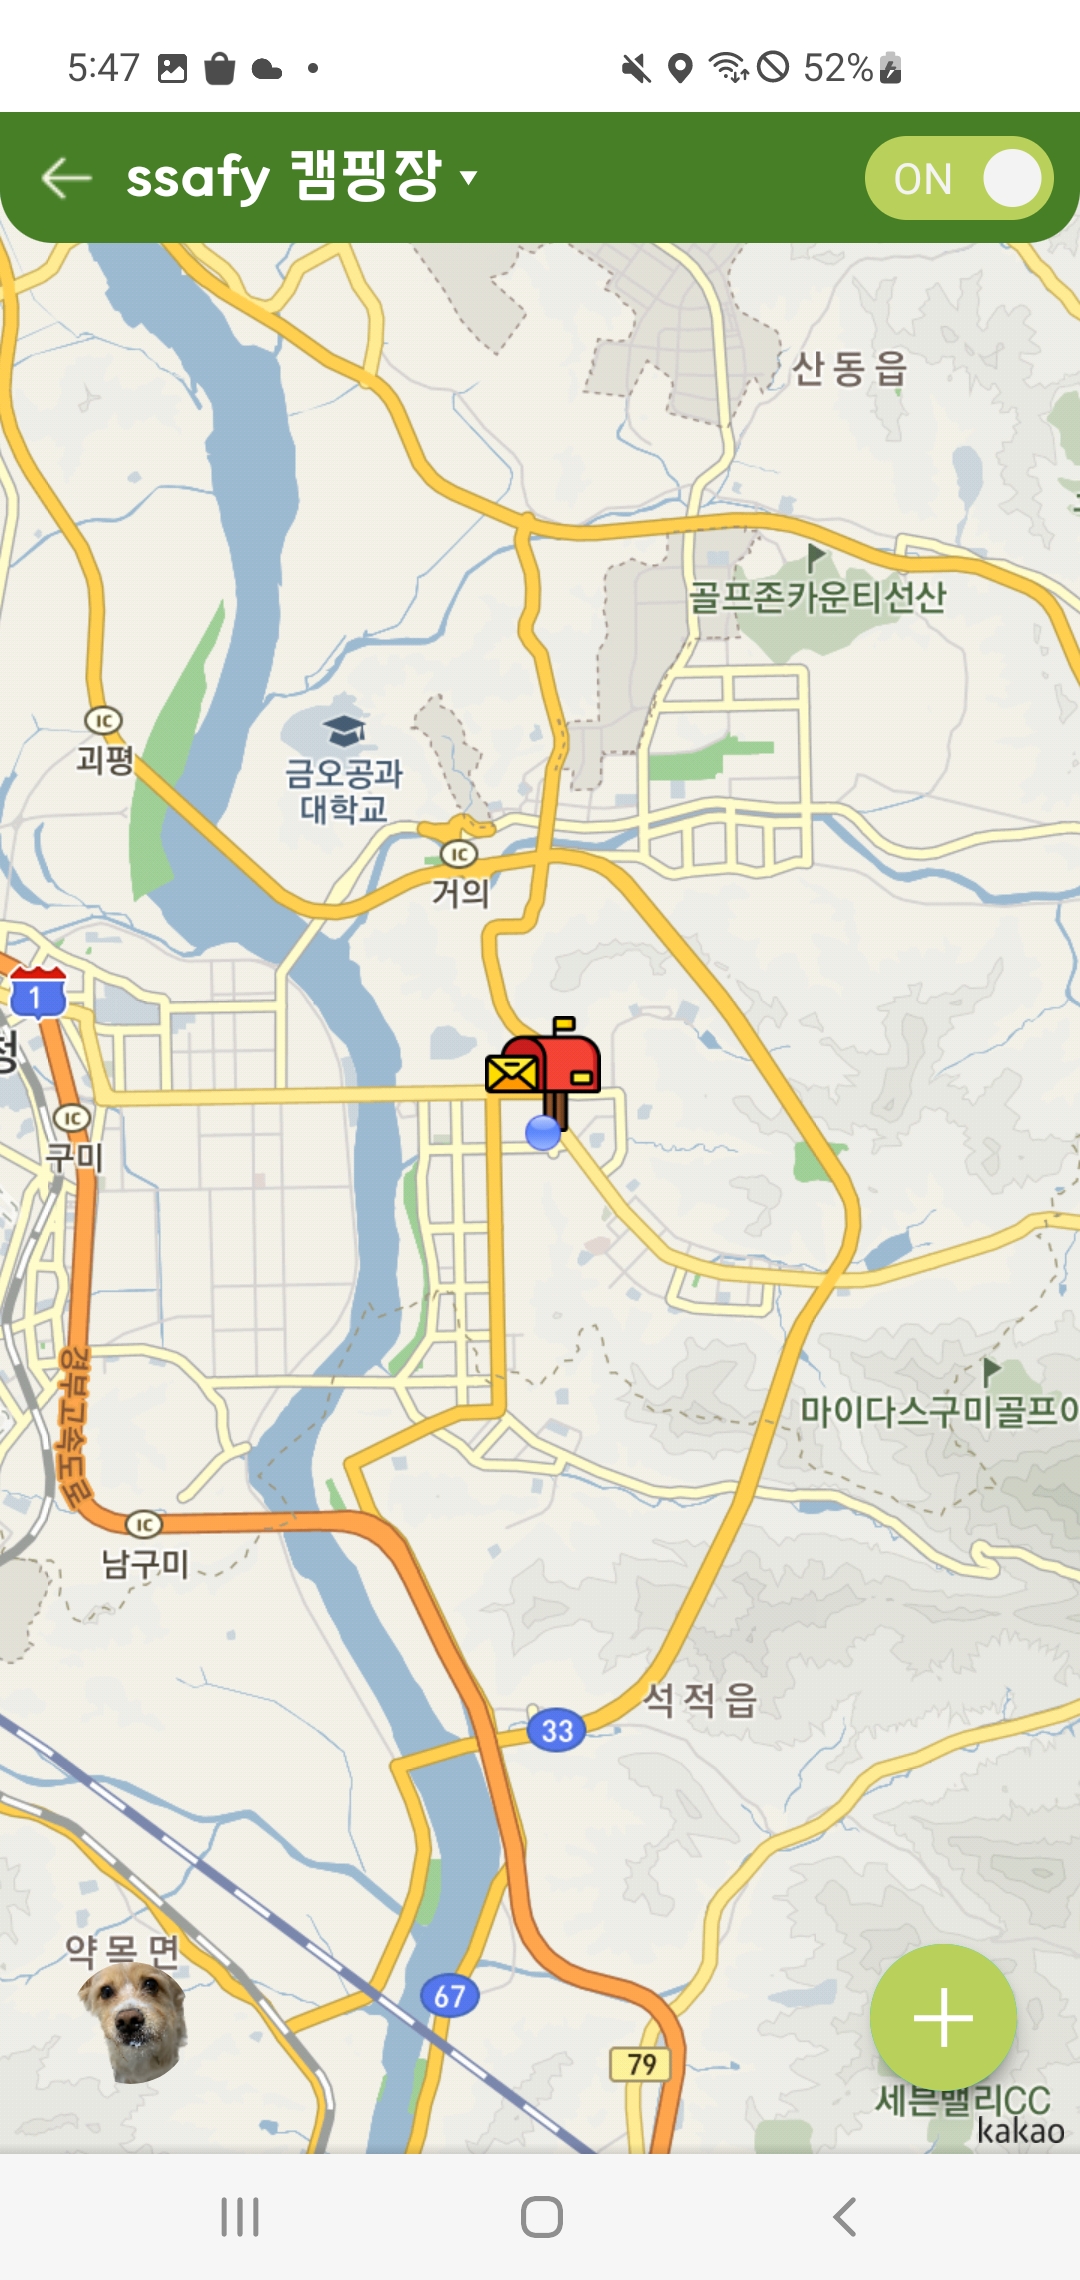 5:47
52%
ssafy 캠핑장
ON
산동읍
골프존카운티선산
IC
괴평
금오공과
대학교
IC
거의
1
IC
구미
마이다스구미골프아
경부고속도로
IC
남구미
석적읍
33
약목면
67
79
세븐밸리CC
kakao